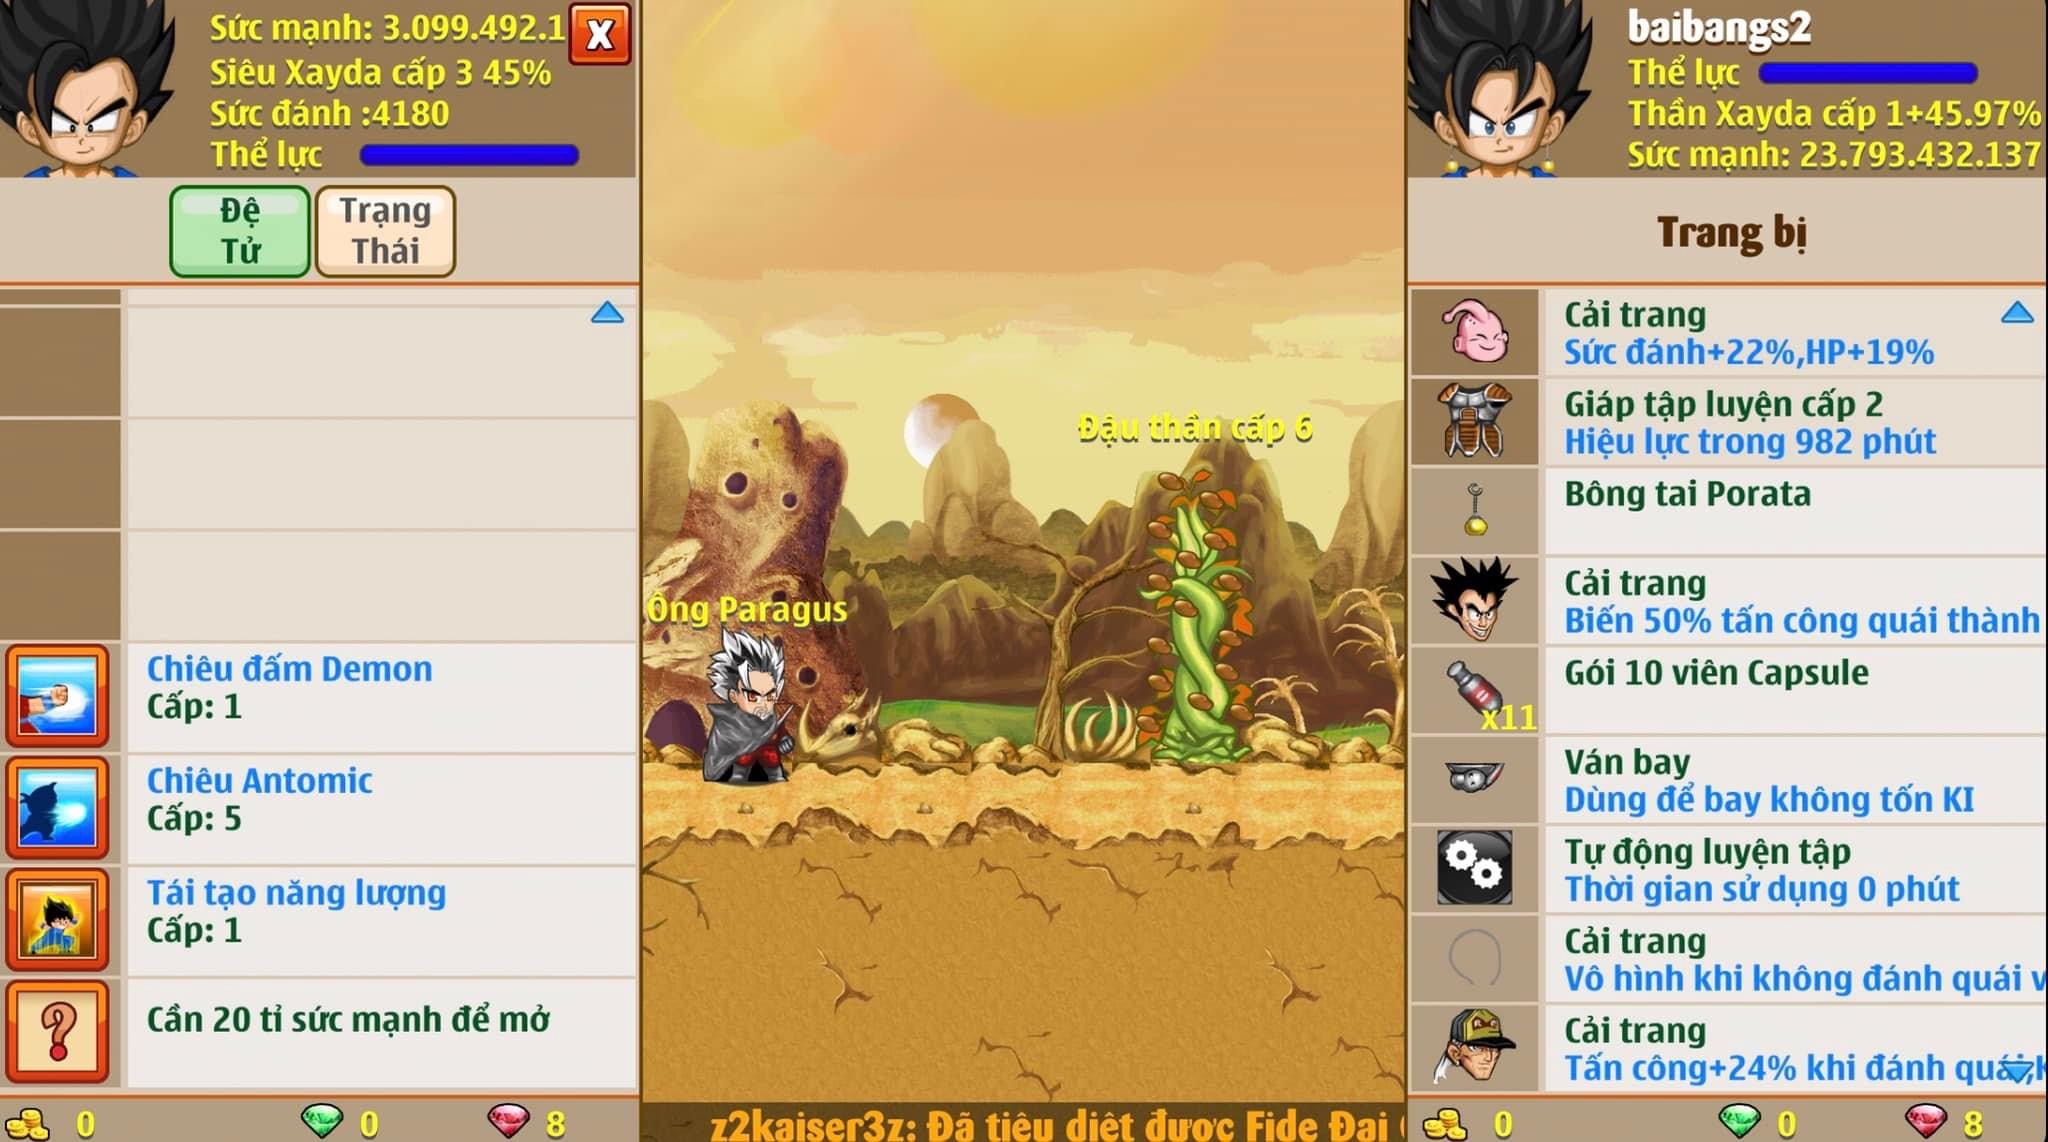 Sức mạnh: 3.099.492.1
X
Siêu Xayda cấp 3 45%
Sức đánh :4180
Thể lực
Đệ
Tử
Trạng
Thái
Chiêu đấm Demon
Cấp: 1
Chiêu Antomic
Cấp: 5
Tái tạo năng lượng
Cấp: 1
?
Cần 20 tỉ sức mạnh để mở
0
0
8
Đậu thần cấp 6
Ông Paragus
z2kaiser3z: Đã tiêu diệt được Fide Đại
baibangs2
Thể lực
Thần Xayda cấp 1+45.97%
Sức mạnh: 23.793.432.137
Trang bị
Cải trang
Sức đánh+22%,HP+19%
Giáp tập luyện cấp 2
Hiệu lực trong 982 phút
Bông tai Porata
Cải trang
Biến 50% tấn công quái thành
Gói 10 viên Capsule
x11
Ván bay
Dùng để bay không tốn KI
Tự động luyện tập
Thời gian sử dụng 0 phút
Cải trang
Vô hình khi không đánh quái v
Cải trang
Tấn công+24% khi đánh quái,
0
0
8